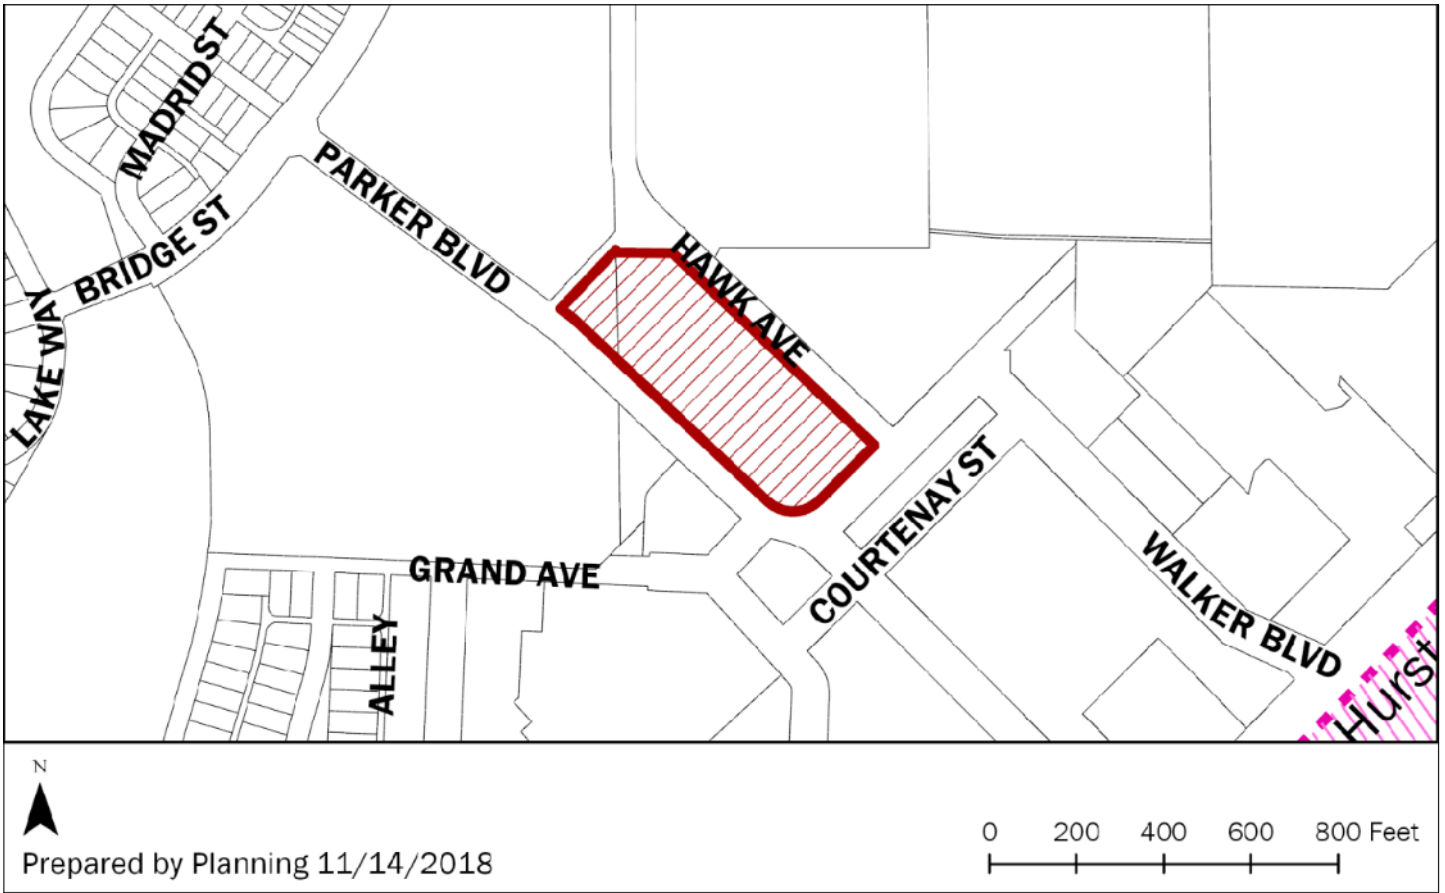 MADRID ST
PARKER BLVD
BRIDGE ST
HAWK AVE
LAKE WAY
COURTENAY ST
GRAND AVE
WALKER BLVD
ALLEY
Hurst
N
0 200 400 600 800 Feet
Prepared by Planning 11/14/2018